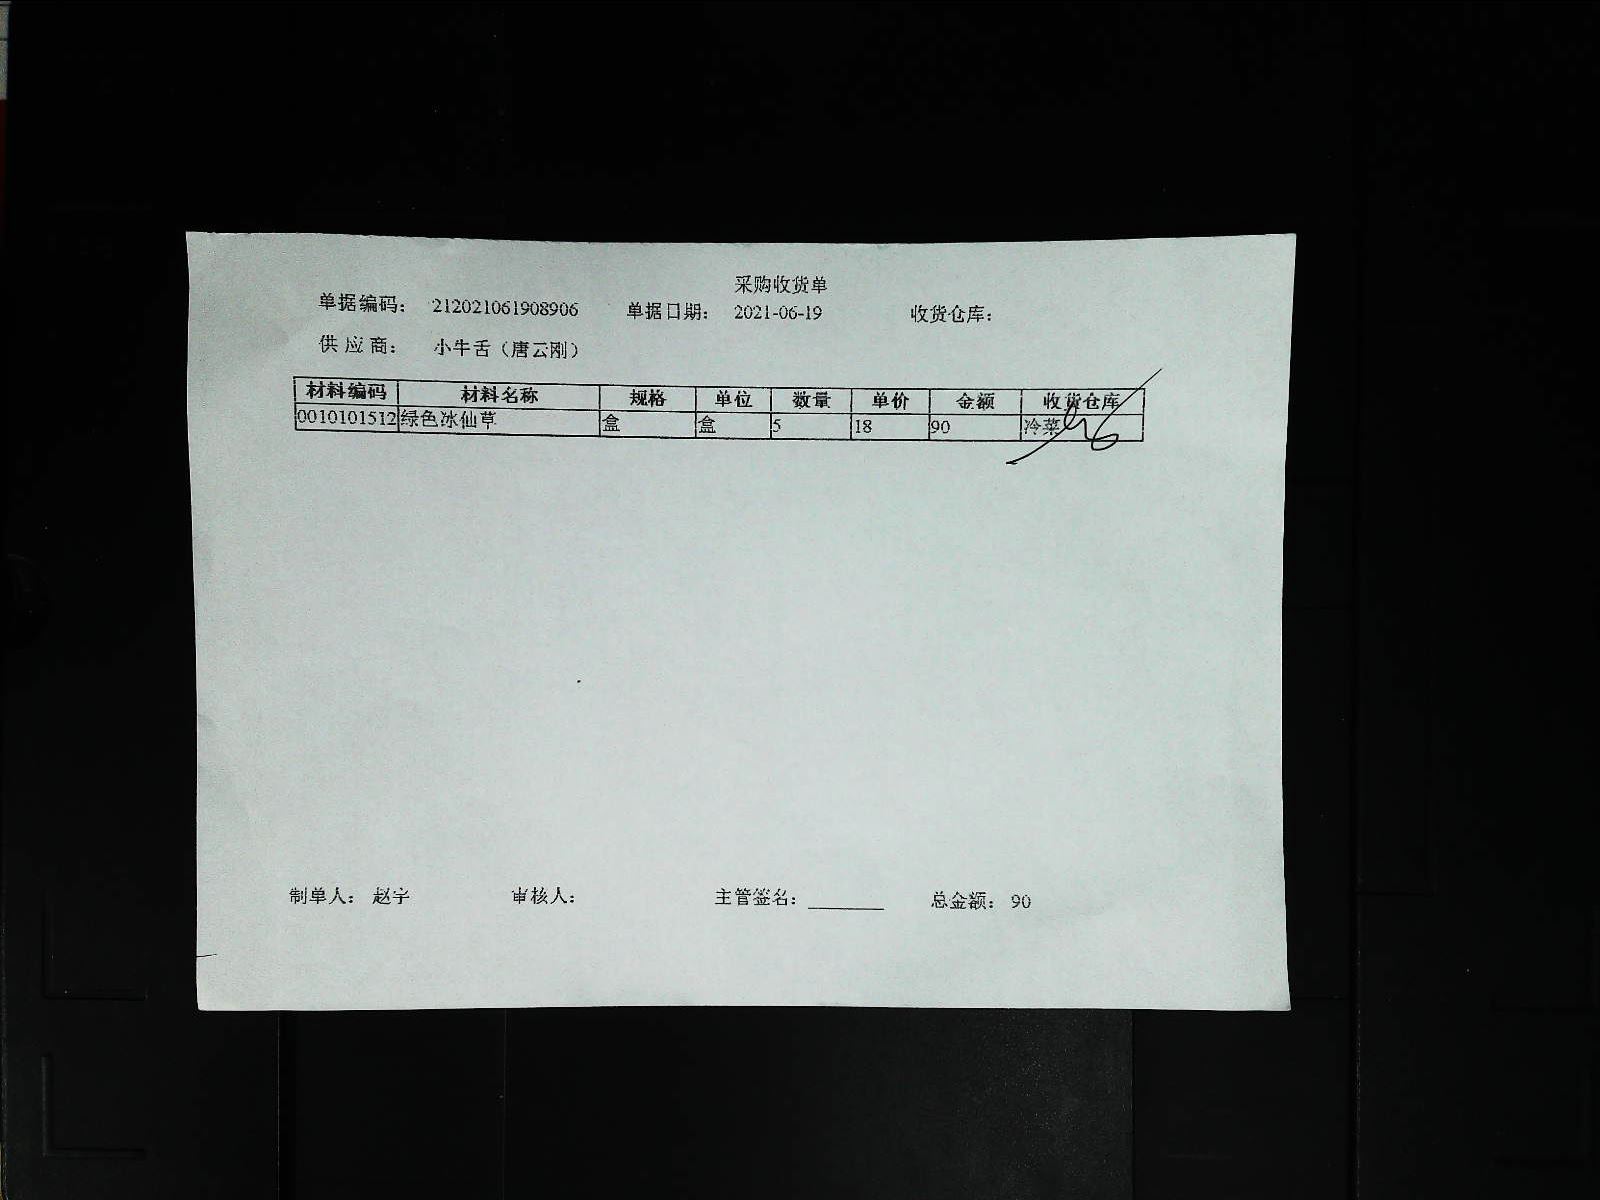 采购收货单
单据编码： 212021061908906 单据日期： 2021-06-19 收货仓库：
供应商： 小牛舌（唐云刚）
材料编码 材料名称 规格 单位 数量 单价 金额 收货仓库
0010101512 绿色冰仙草 盒 盒 5 18 90 冷菜
制单人： 赵宇 审核人： 主管签名：________ 总金额： 90